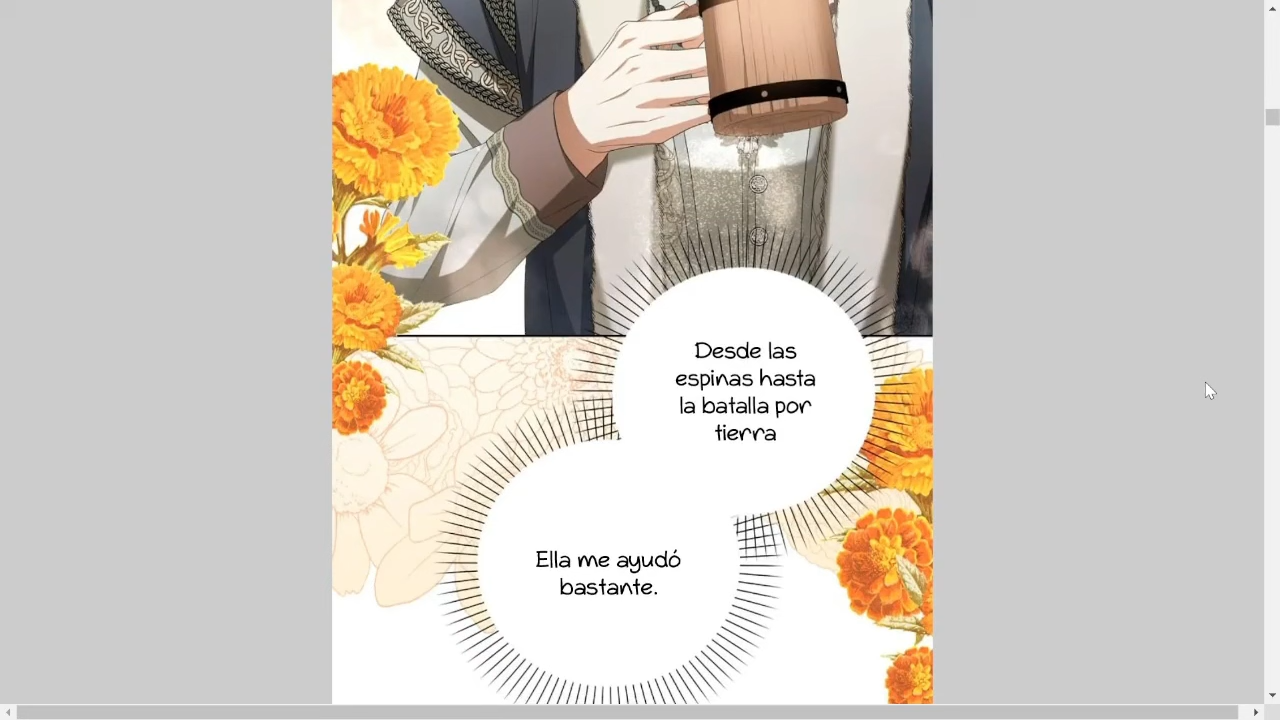 Desde las
espinas hasta
la batalla por
tierra
Ella me ayudó
bastante.